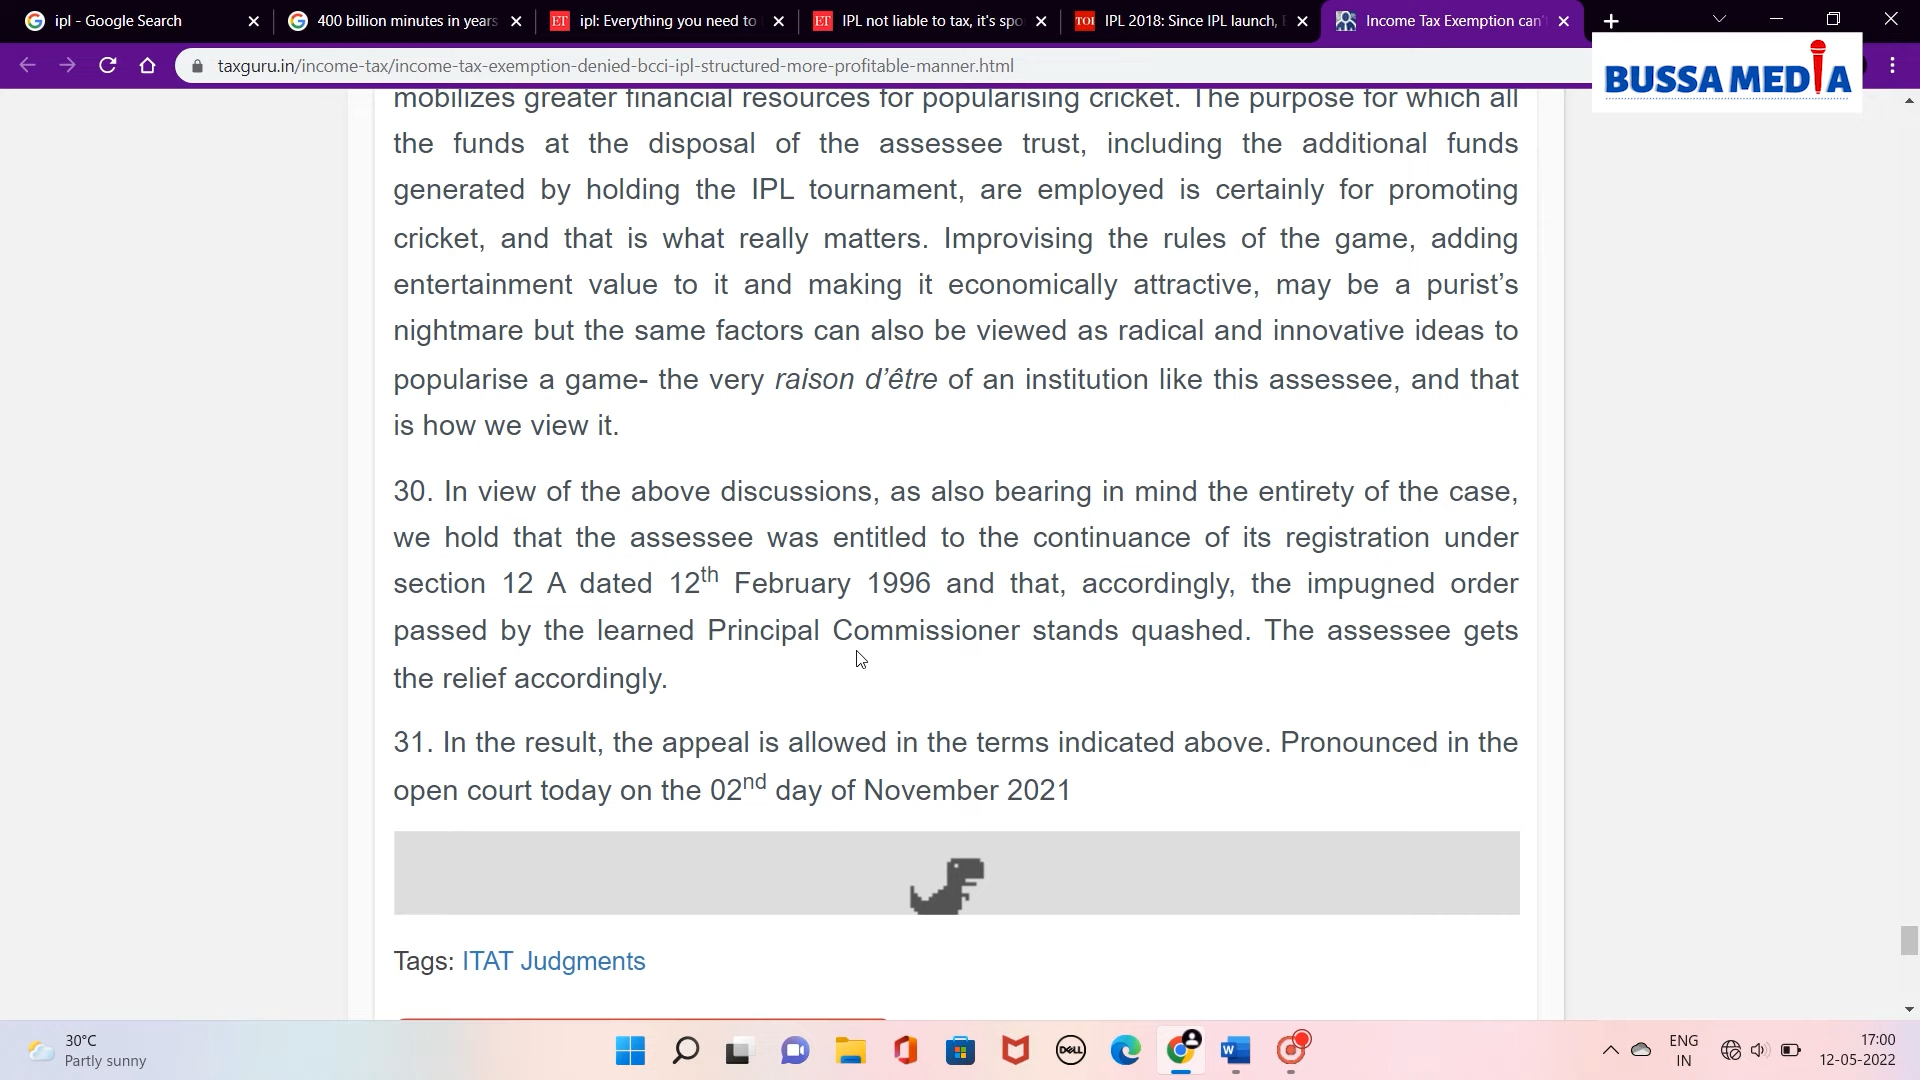 ipl - Google Search
400 billion minutes in years
ET ipl: Everything you need to
ET IPL not liable to tax, it's spo
TOI IPL 2018: Since IPL launch,
Income Tax Exemption can'
taxguru.in/income-tax/income-tax-exemption-denied-bcci-ipl-structured-more-profitable-manner.html
BUSSA MEDIA
mobilizes greater financial resources for popularising cricket. The purpose for which all
the funds at the disposal of the assessee trust, including the additional funds
generated by holding the IPL tournament, are employed is certainly for promoting
cricket, and that is what really matters. Improvising the rules of the game, adding
entertainment value to it and making it economically attractive, may be a purist’s
nightmare but the same factors can also be viewed as radical and innovative ideas to
popularise a game- the very raison d’être of an institution like this assessee, and that
is how we view it.
30. In view of the above discussions, as also bearing in mind the entirety of the case,
we hold that the assessee was entitled to the continuance of its registration under
section 12 A dated 12th February 1996 and that, accordingly, the impugned order
passed by the learned Principal Commissioner stands quashed. The assessee gets
the relief accordingly.
31. In the result, the appeal is allowed in the terms indicated above. Pronounced in the
open court today on the 02nd day of November 2021
Tags: ITAT Judgments
30°C
Partly sunny
DELL
W
ENG
IN
17:00
12-05-2022